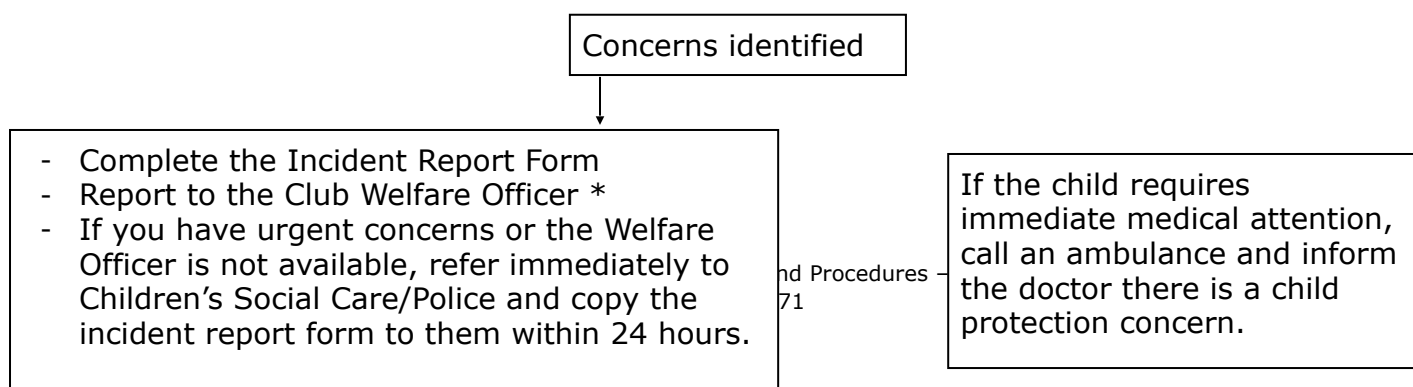 Concerns identified
- Complete the Incident Report Form
- Report to the Club Welfare Officer *
- If you have urgent concerns or the Welfare
Officer is not available, refer immediately to
Children’s Social Care/Police and copy the
incident report form to them within 24 hours.
nd Procedures –
71
If the child requires
immediate medical attention,
call an ambulance and inform
the doctor there is a child
protection concern.